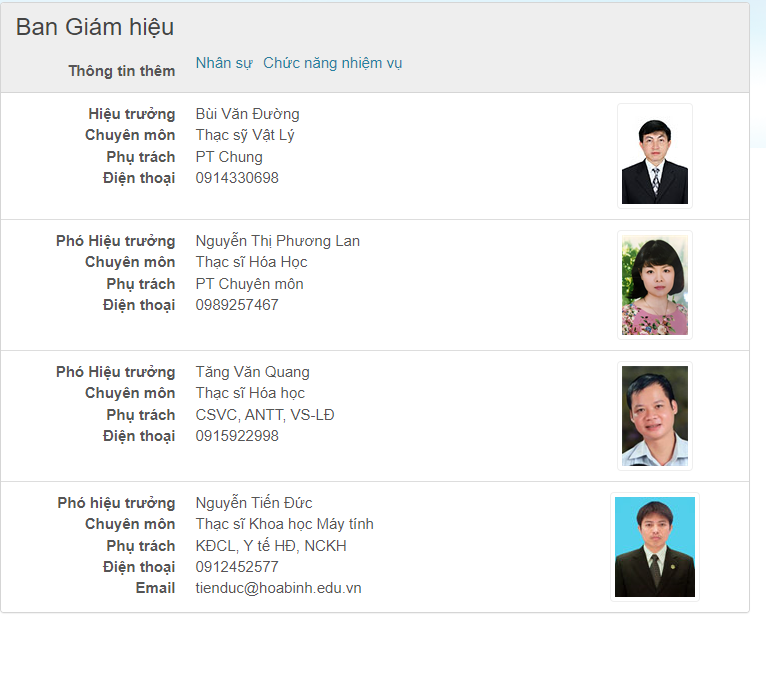 Ban Giám hiệu
Thông tin thêm Nhân sự Chức năng nhiệm vụ
Hiệu trưởng Bùi Văn Đường
Chuyên môn Thạc sỹ Vật Lý
Phụ trách PT Chung
Điện thoại 0914330698
Phó Hiệu trưởng Nguyễn Thị Phương Lan
Chuyên môn Thạc sĩ Hóa Học
Phụ trách PT Chuyên môn
Điện thoại 0989257467
Phó Hiệu trưởng Tăng Văn Quang
Chuyên môn Thạc sĩ Hóa học
Phụ trách CSVC, ANTT, VS-LĐ
Điện thoại 0915922998
Phó hiệu trưởng Nguyễn Tiến Đức
Chuyên môn Thạc sĩ Khoa học Máy tính
Phụ trách KĐCL, Y tế HĐ, NCKH
Điện thoại 0912452577
Email tienduc@hoabinh.edu.vn